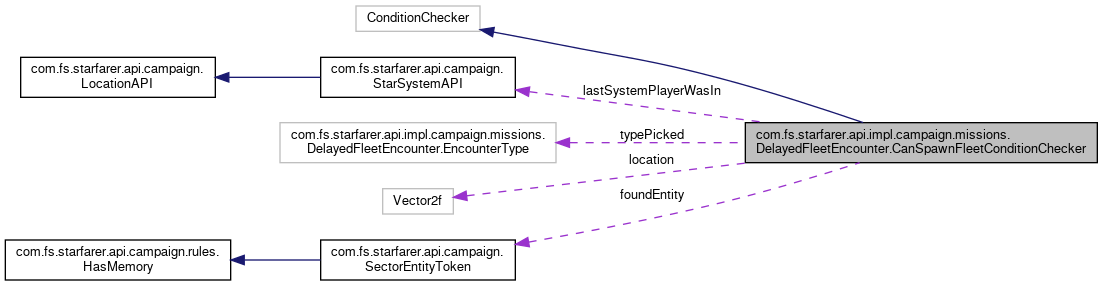 ConditionChecker
com.fs.starfarer.api.campaign.
LocationAPI
com.fs.starfarer.api.campaign.
StarSystemAPI
lastSystemPlayerWasIn
com.fs.starfarer.api.impl.campaign.missions.
DelayedFleetEncounter.EncounterType
typePicked
com.fs.starfarer.api.impl.campaign.missions.
DelayedFleetEncounter.CanSpawnFleetConditionChecker
location
Vector2f
foundEntity
com.fs.starfarer.api.campaign.rules.
HasMemory
com.fs.starfarer.api.campaign.
SectorEntityToken